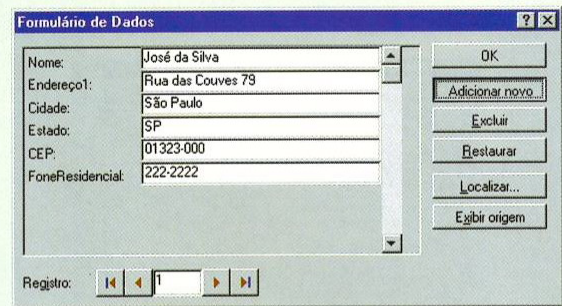 Formulário de Dados
Nome: José da Silva
Endereço1: Rua das Couves 79
Cidade: São Paulo
Estado: SP
CEP: 01323-000
FoneResidencial: 222-2222
OK
Adicionar novo
Excluir
Restaurar
Localizar...
Exibir origem
Registro: 1